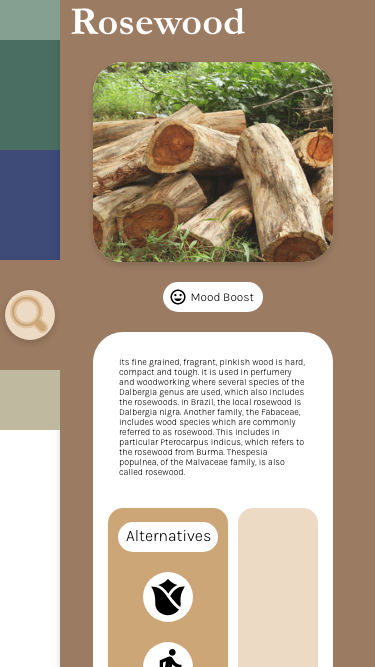 Rosewood
Mood Boost
Its fine grained, fragrant, pinkish wood is hard,
compact and tough. It is used in perfumery
and woodworking where several species of the
Dalbergia genus are used, which also includes
the rosewoods. In Brazil, the local rosewood is
Dalbergia nigra. Another family, the Fabaceae,
includes wood species which are commonly
referred to as rosewood. This includes in
particular Pterocarpus indicus, which refers to
the rosewood from Burma. Thespesia
populnea, of the Malvaceae family, is also
called rosewood.
Alternatives